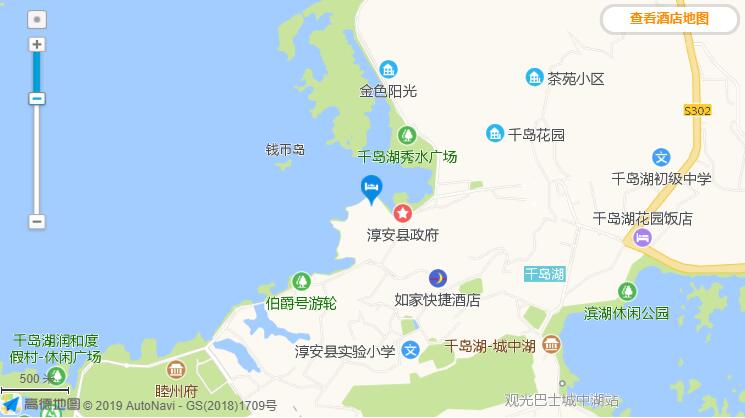 查看酒店地图
金色阳光
茶苑小区
S302
千岛花园
钱币岛
千岛湖秀水广场
千岛湖初级中学
千岛湖花园饭店
淳安县政府
千岛湖
如家快捷酒店
伯爵号游轮
滨湖休闲公园
千岛湖润和度
假村-休闲广场
淳安县实验小学
千岛湖-城中湖
500 米
睦州府
观光巴士城中湖站
高德地图 © 2019 AutoNavi - GS(2018)1709号